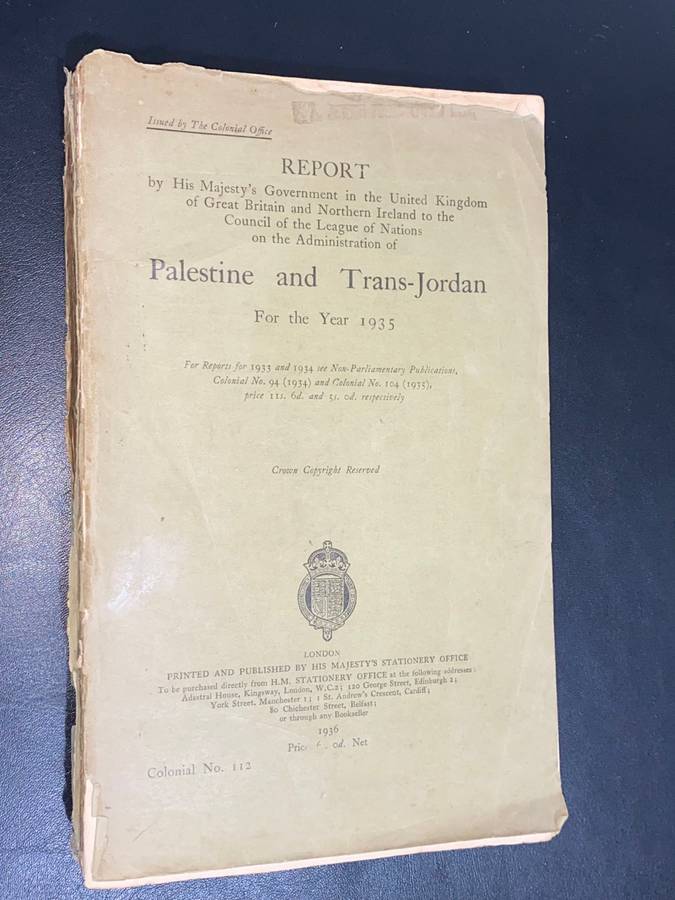 Issued by The Colonial Office
REPORT
by His Majesty's Government in the United Kingdom
of Great Britain and Northern Ireland to the
Council of the League of Nations
on the Administration of
Palestine and Trans-Jordan
For the Year 1935
For Reports for 1933 and 1934 see Non-Parliamentary Publications,
Colonial No. 94 (1934) and Colonial No. 104 (1935),
price 11s. 6d. and 5s. 0d. respectively
Crown Copyright Reserved
LONDON
PRINTED AND PUBLISHED BY HIS MAJESTY'S STATIONERY OFFICE
To be purchased directly from H.M. STATIONERY OFFICE at the following addresses:
Adastral House, Kingsway, London, W.C.2; 120 George Street, Edinburgh 2;
York Street, Manchester 1; 1 St. Andrew's Crescent, Cardiff;
80 Chichester Street, Belfast;
or through any Bookseller
1936
0d. Net
Colonial No. 112